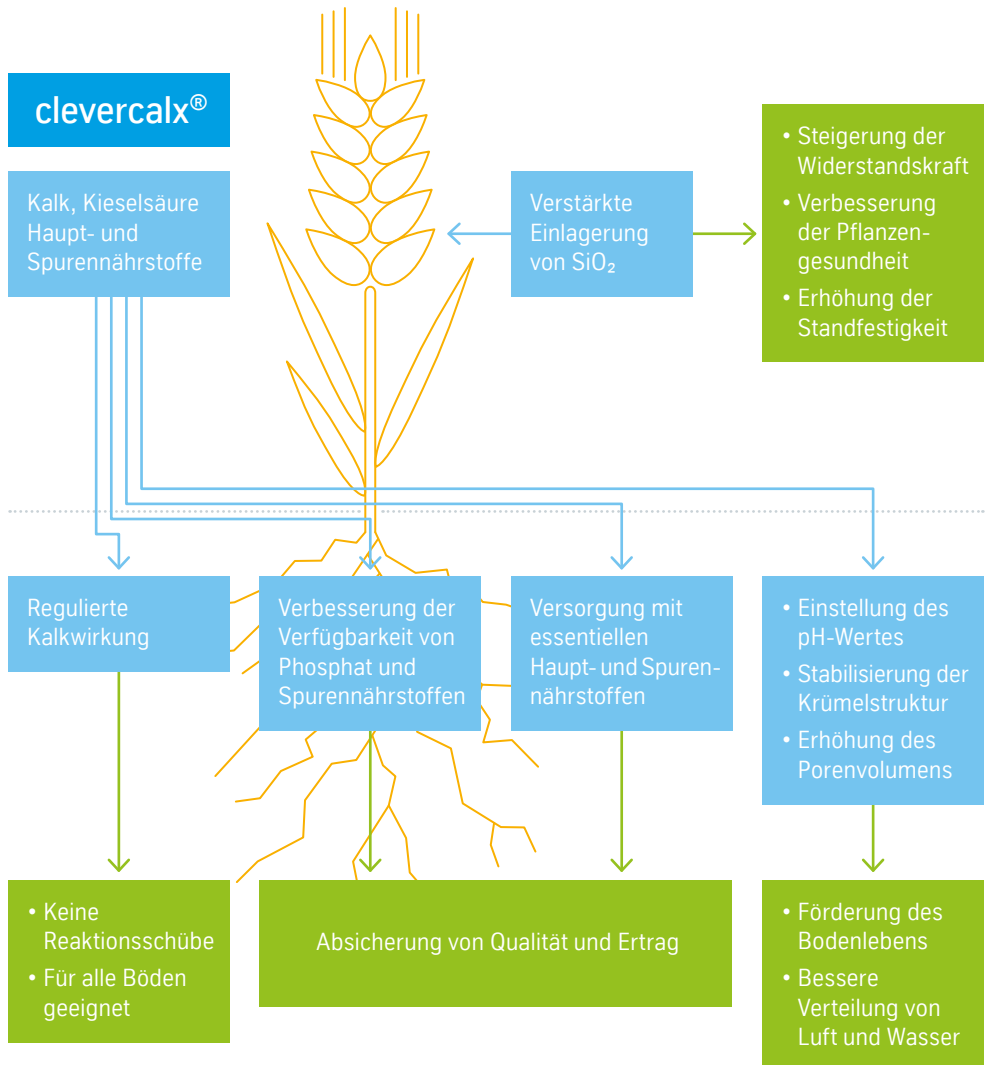 clevercalx®
Kalk, Kieselsäure
Haupt- und
Spurennährstoffe
Verstärkte
Einlagerung
von SiO₂
• Steigerung der
Widerstandskraft
• Verbesserung
der Pflanzen-
gesundheit
• Erhöhung der
Standfestigkeit
Regulierte
Kalkwirkung
Verbesserung der
Verfügbarkeit von
Phosphat und
Spurennährstoffen
Versorgung mit
essentiellen
Haupt- und Spuren-
nährstoffen
• Einstellung des
pH-Wertes
• Stabilisierung der
Krümelstruktur
• Erhöhung des
Porenvolumens
• Keine
Reaktionsschübe
• Für alle Böden
geeignet
Absicherung von Qualität und Ertrag
• Förderung des
Bodenlebens
• Bessere
Verteilung von
Luft und Wasser